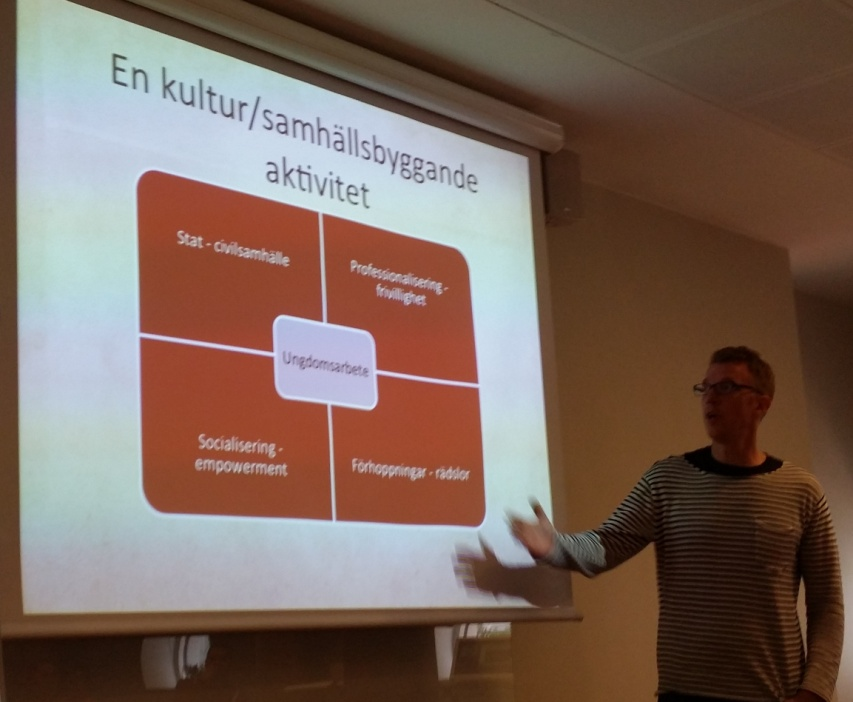 En kultur/samhällsbyggande
aktivitet
Stat - civilsamhälle
Professionalisering -
frivillighet
Ungdomsarbete
Socialisering -
empowerment
Förhoppningar - rädslor